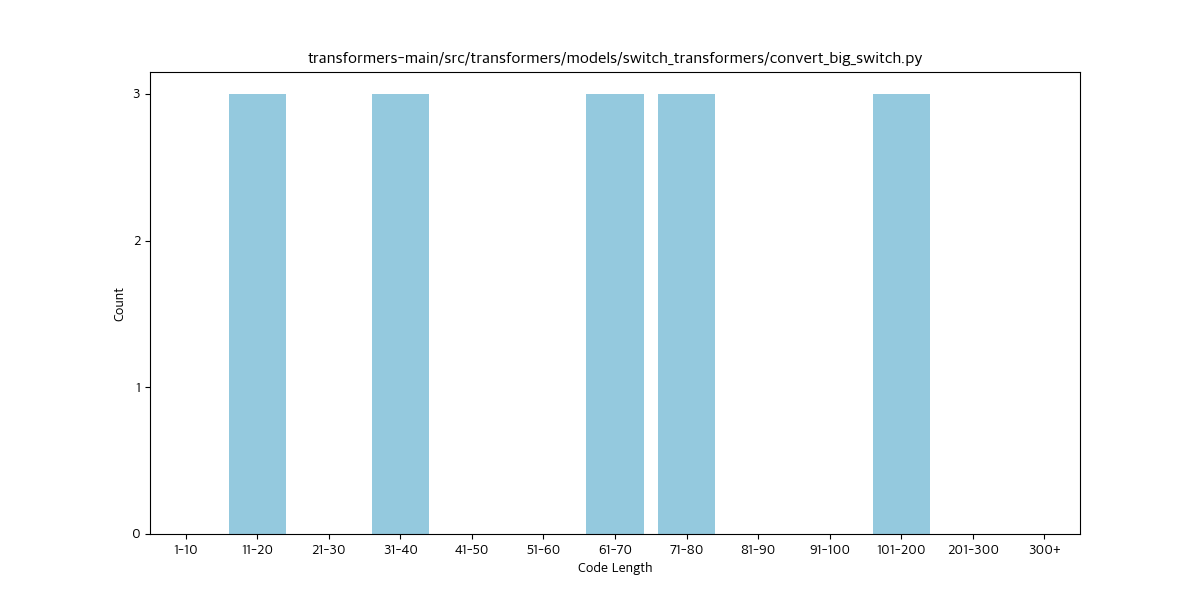 transformers-main/src/transformers/models/switch_transformers/convert_big_switch.py
3
2
1
0
Count
1-10 11-20 21-30 31-40 41-50 51-60 61-70 71-80 81-90 91-100 101-200 201-300 300+
Code Length